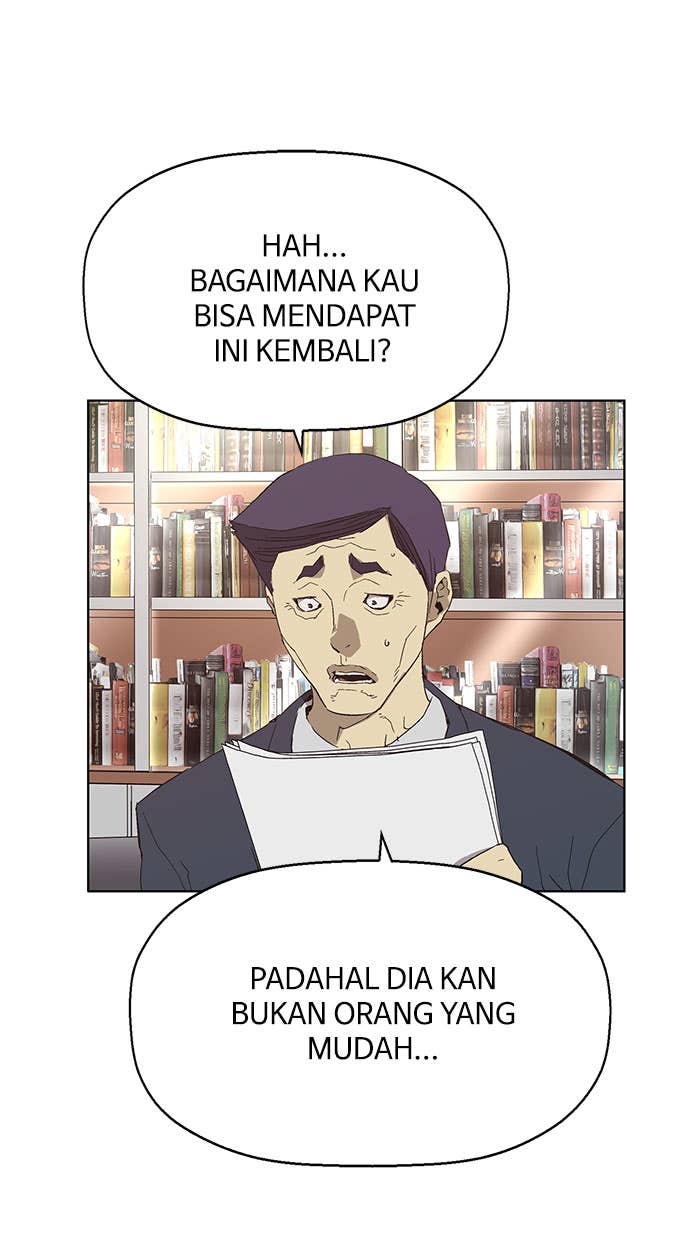 HAH...
BAGAIMANA KAU
BISA MENDAPAT
INI KEMBALI?
PADAHAL DIA KAN
BUKAN ORANG YANG
MUDAH...